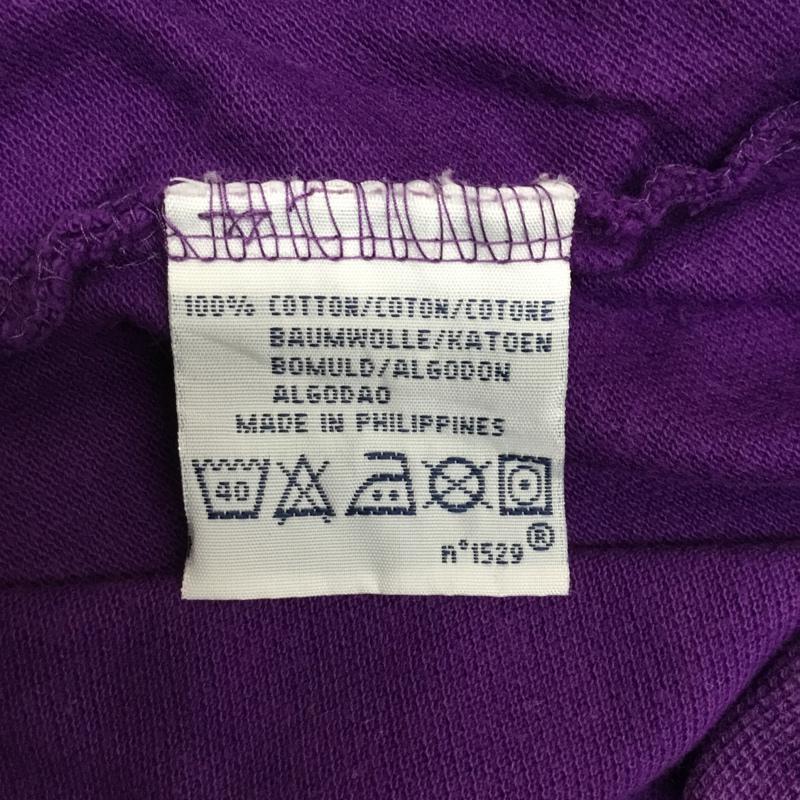 100% COTTON/COTON/COTONE
BAUMWOLLE/KATOEN
BOMULD/ALGODON
ALGODAO
MADE IN PHILIPPINES
40
n°1529®